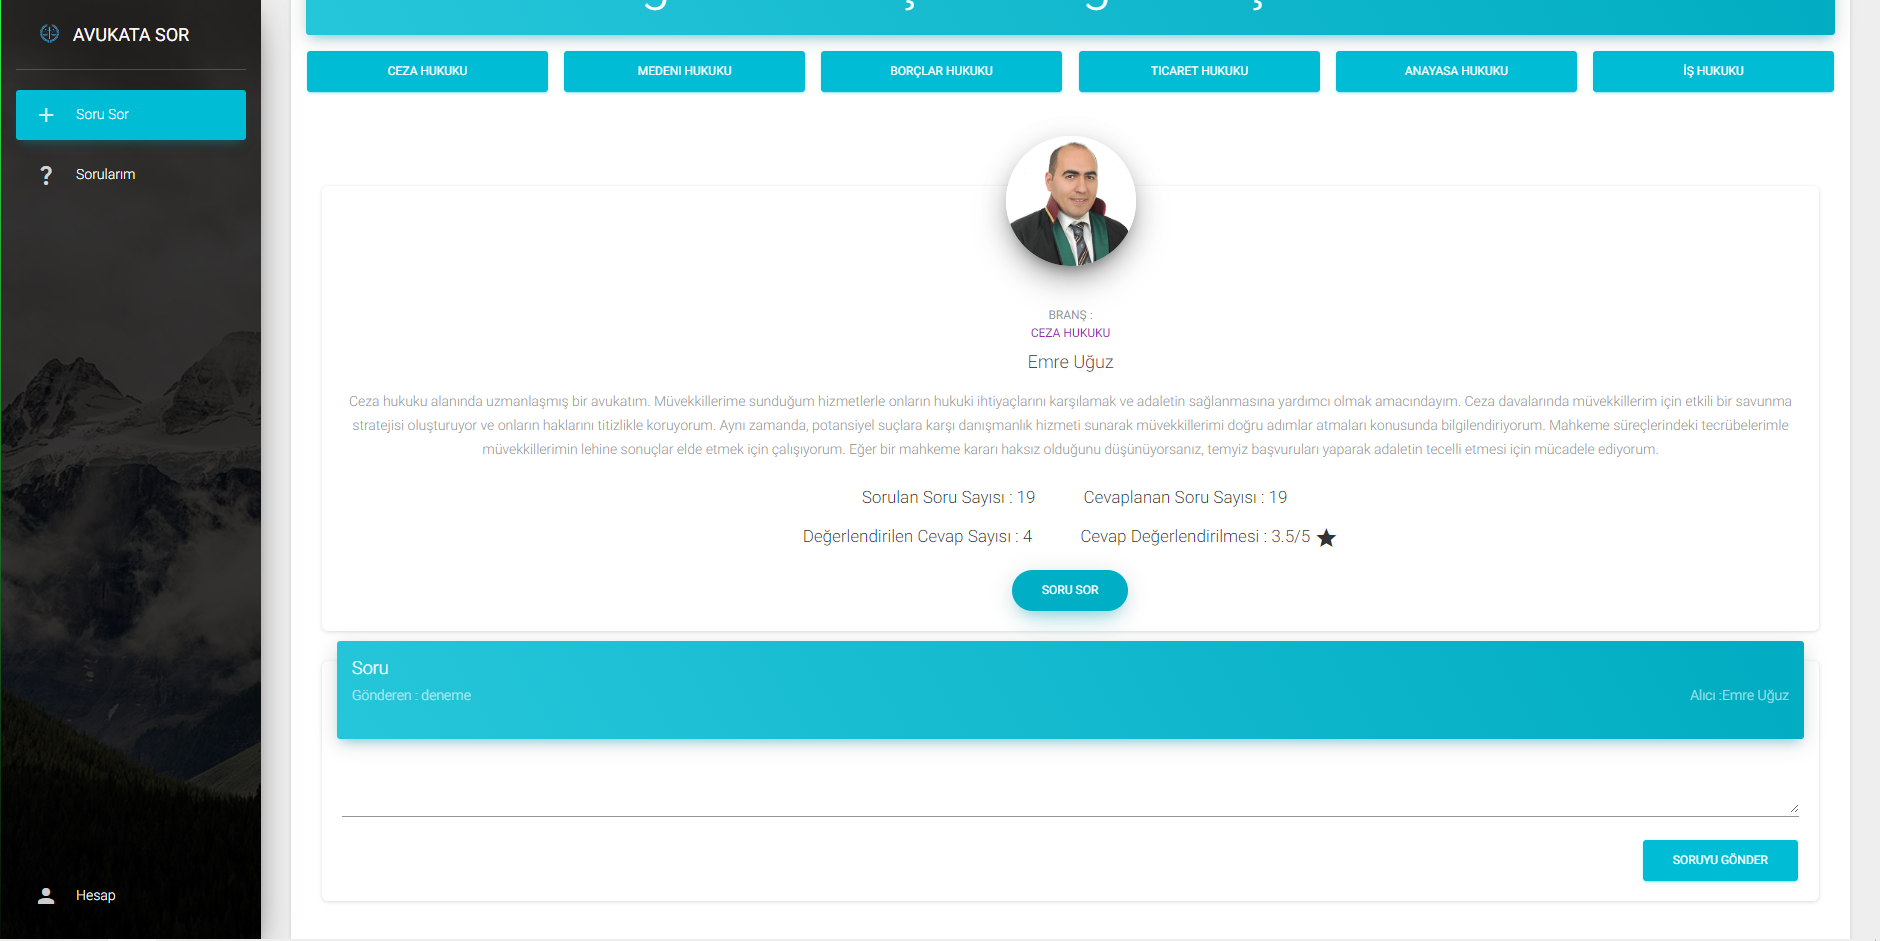 AVUKATA SOR
Soru Sor
Sorularım
Hesap
CEZA HUKUKU
MEDENI HUKUKU
BORÇLAR HUKUKU
TICARET HUKUKU
ANAYASA HUKUKU
İŞ HUKUKU
BRANŞ :
CEZA HUKUKU
Emre Uğuz
Ceza hukuku alanında uzmanlaşmış bir avukatım. Müvekkillerime sunduğum hizmetlerle onların hukuki ihtiyaçlarını karşılamak ve adaletin sağlanmasına yardımcı olmak amacındayım. Ceza davalarında müvekkillerim için etkili bir savunma
stratejisi oluşturuyor ve onların haklarını titizlikle koruyorum. Aynı zamanda, potansiyel suçlara karşı danışmanlık hizmeti sunarak müvekkillerimi doğru adımlar atmaları konusunda bilgilendiriyorum. Mahkeme süreçlerindeki tecrübelerimle
müvekkillerimin lehine sonuçlar elde etmek için çalışıyorum. Eğer bir mahkeme kararı haksız olduğunu düşünüyorsanız, temyiz başvuruları yaparak adaletin tecelli etmesi için mücadele ediyorum.
Sorulan Soru Sayısı : 19
Cevaplanan Soru Sayısı : 19
Değerlendirilen Cevap Sayısı : 4
Cevap Değerlendirilmesi : 3.5/5
SORU SOR
Soru
Gönderen : deneme
Alıcı :Emre Uğuz
SORUYU GÖNDER